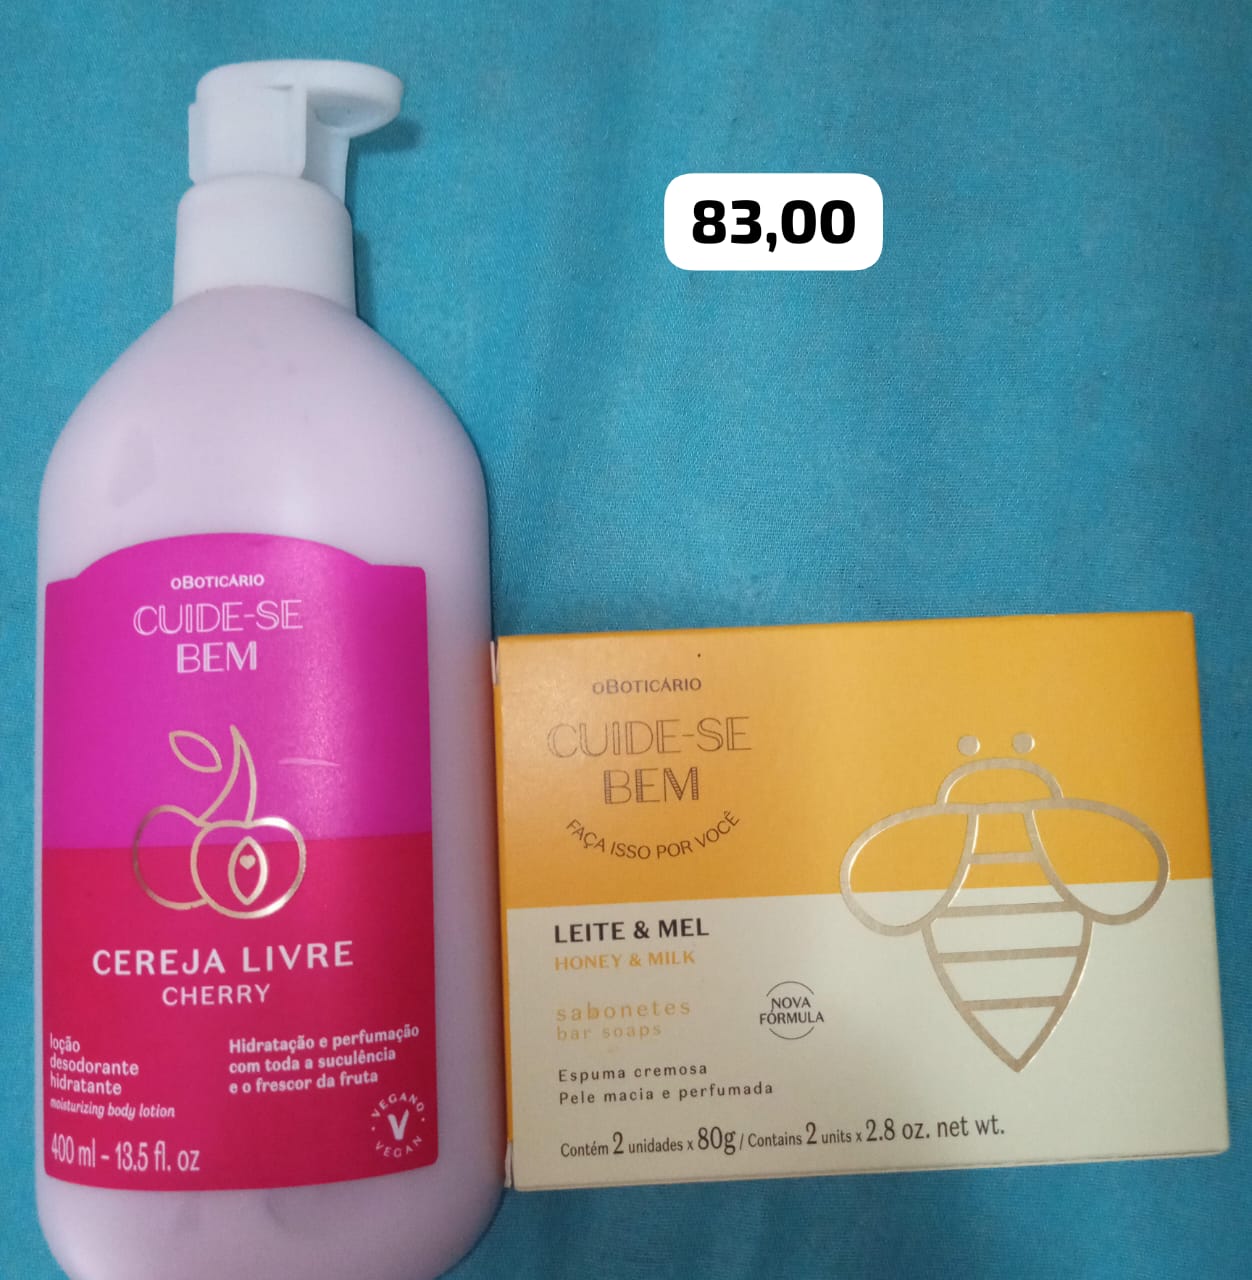 83,00
oBOTICÁRIO
CUIDE-SE
BEM
CEREJA LIVRE
CHERRY
loção
desodorante
hidratante
moisturizing body lotion
400 ml - 13.5 fl. oz
Hidratação e perfumação
com toda a suculência
e o frescor da fruta
VEGANO
V
VEGAN
oBOTICÁRIO
CUIDE-SE
BEM
FAÇA ISSO POR VOCÊ
LEITE & MEL
HONEY & MILK
sabonetes
bar soaps
NOVA
FÓRMULA
Espuma cremosa
Pele macia e perfumada
Contém 2 unidades x 80g / Contains 2 units x 2.8 oz. net wt.